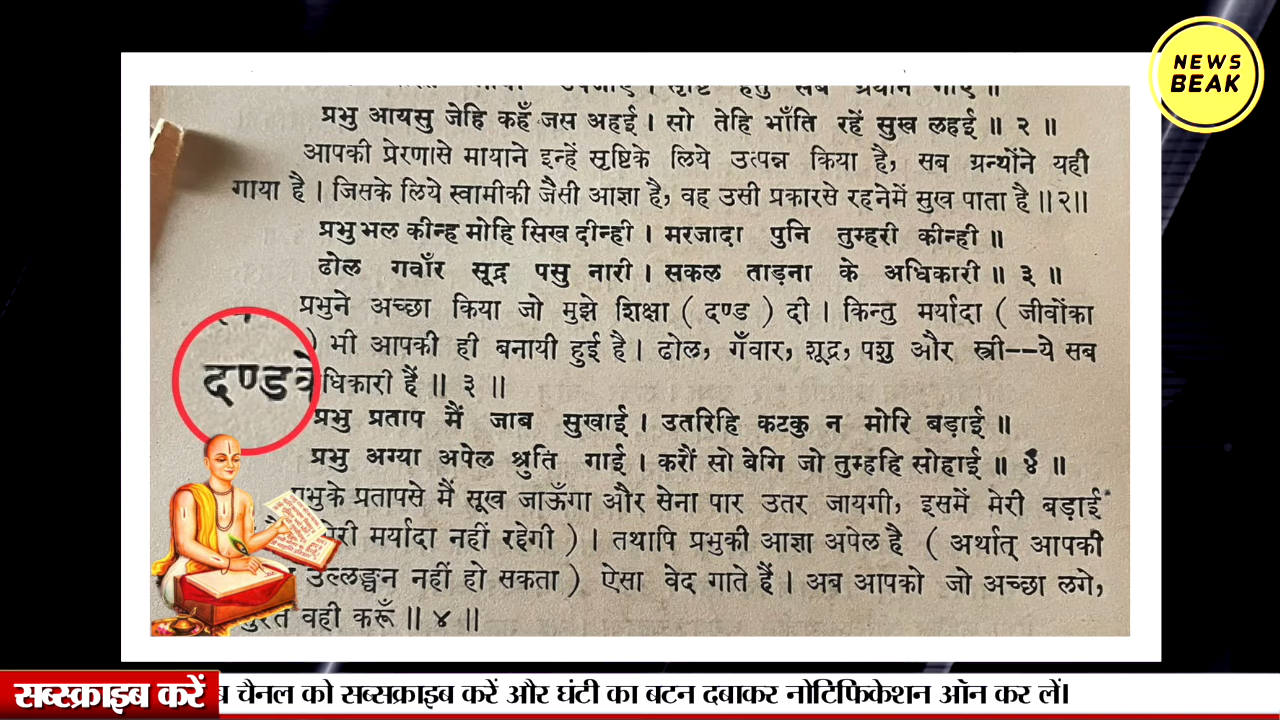 NEWS
BEAK
सृष्टि हेतु सब
प्रभु आयसु जेहि कहँ जस अहई । सो तेहि भाँति रहें सुख लहई ॥ २ ॥
आपकी प्रेरणासे मायाने इन्हें सृष्टिके लिये उत्पन्न किया है, सब ग्रन्थोंने यही
गाया है । जिसके लिये स्वामीकी जैसी आज्ञा है, वह उसी प्रकारसे रहनेमें सुख पाता है ॥२॥
प्रभु भल कीन्ह मोहि सिख दीन्ही । मरजादा पुनि तुम्हरी कीन्ही ॥
ढोल गवाँर सूद्र पसु नारी । सकल ताड़ना के अधिकारी ॥ ३ ॥
प्रभुने अच्छा किया जो मुझे शिक्षा ( दण्ड ) दी । किन्तु मर्यादा ( जीवोंका
) भी आपकी ही बनायी हुई है । ढोल, गँवार, शूद्र, पशु और स्त्री--ये सब
दण्डके धिकारी हैं ॥ ३ ॥
प्रभु प्रताप मैं जाब सुखाई । उतरिहि कटकु न मोरि बड़ाई ॥
प्रभु अग्या अपेल श्रुति गाई । करौं सो बेगि जो तुम्हहि सोहाई ॥ ४ ॥
प्रभुके प्रतापसे मैं सूख जाऊँगा और सेना पार उतर जायगी, इसमें मेरी बड़ाई
मर्यादा नहीं रहेगी ) । तथापि प्रभुकी आज्ञा अपेल है ( अर्थात् आपकी
उल्लङ्घन नहीं हो सकता ) ऐसा वेद गाते हैं । अब आपको जो अच्छा लगे,
वही करूँ ॥ ४ ॥
सब्स्क्राइब करें चैनल को सब्सक्राइब करें और घंटी का बटन दबाकर नोटिफिकेशन ऑन कर लें।